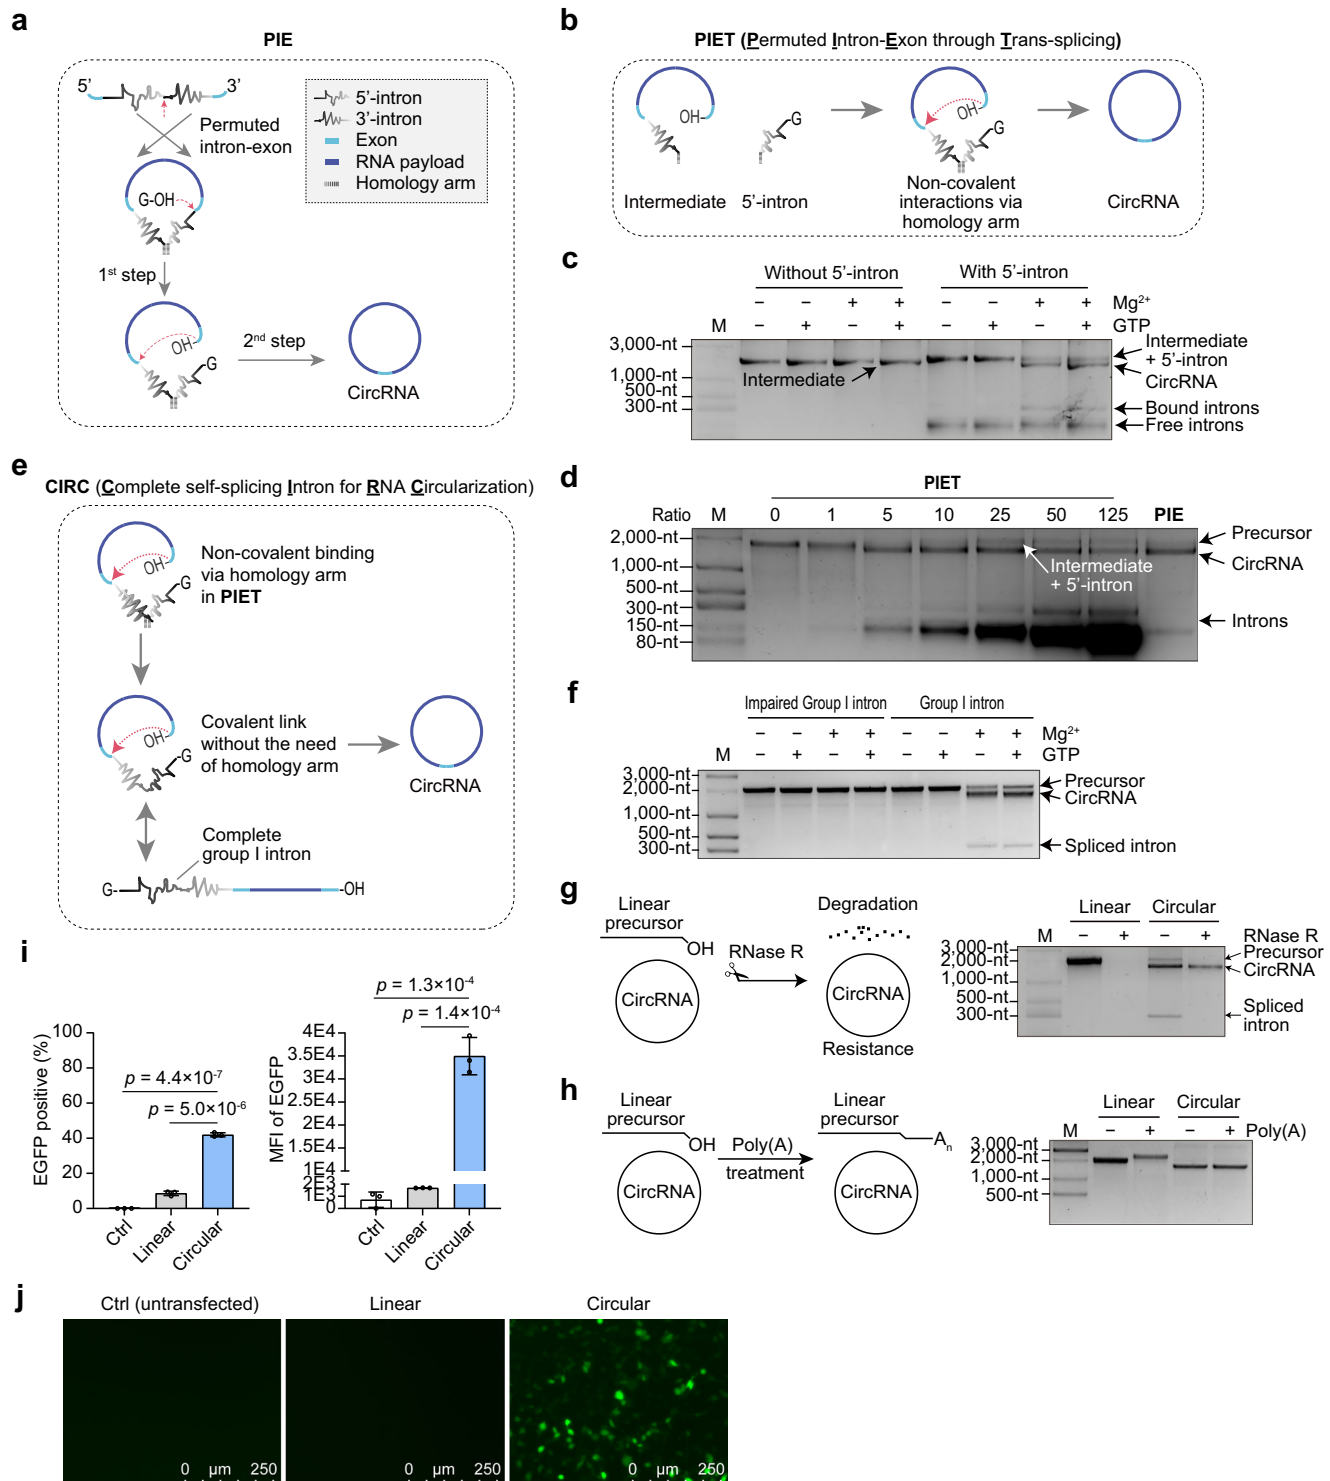 a
PIE
5’ 3’
5’-intron
3’-intron
Exon
RNA payload
Homology arm
Permuted
intron-exon
G-OH
1st step
OH
G
2nd step
CircRNA
b
PIET (Permuted Intron-Exon through Trans-splicing)
OH
G
OH
G
Intermediate
5’-intron
Non-covalent
interactions via
homology arm
CircRNA
c
Without 5’-intron With 5’-intron
− − + + − − + + Mg2+
M − + − + − + − + GTP
3,000-nt
1,000-nt
500-nt
300-nt
Intermediate
Intermediate
+ 5’-intron
CircRNA
Bound introns
Free introns
d
PIET
Ratio M 0 1 5 10 25 50 125 PIE
2,000-nt
1,000-nt
500-nt
300-nt
150-nt
80-nt
Intermediate
+ 5’-intron
Precursor
CircRNA
Introns
e
CIRC (Complete self-splicing Intron for RNA Circularization)
OH
G
Non-covalent binding
via homology arm
in PIET
OH
G
Covalent link
without the need
of homology arm
CircRNA
Complete
group I intron
G-
-OH
f
Impaired Group I intron Group I intron
− − + + − − + + Mg2+
M − + − + − + − + GTP
3,000-nt
2,000-nt
1,000-nt
500-nt
300-nt
Precursor
CircRNA
Spliced intron
g
Linear
precursor
OH
CircRNA
RNase R
Degradation
CircRNA
Resistance
Linear Circular
M − + − + RNase R
3,000-nt
2,000-nt
1,000-nt
500-nt
300-nt
Precursor
CircRNA
Spliced
intron
h
Linear
precursor
OH
CircRNA
Poly(A)
treatment
Linear
precursor
An
CircRNA
Linear Circular
M − + − + Poly(A)
3,000-nt
2,000-nt
1,000-nt
500-nt
i
EGFP positive (%)
100
80
60
40
20
0
p = 4.4×10-7
p = 5.0×10-6
Ctrl
Linear
Circular
MFI of EGFP
4E4
3.5E4
3E4
2.5E4
2E4
1.5E4
1E4
2E3
1E3
0
p = 1.3×10-4
p = 1.4×10-4
Ctrl
Linear
Circular
j
Ctrl (untransfected) Linear Circular
0 µm 250
0 µm 250
0 µm 250